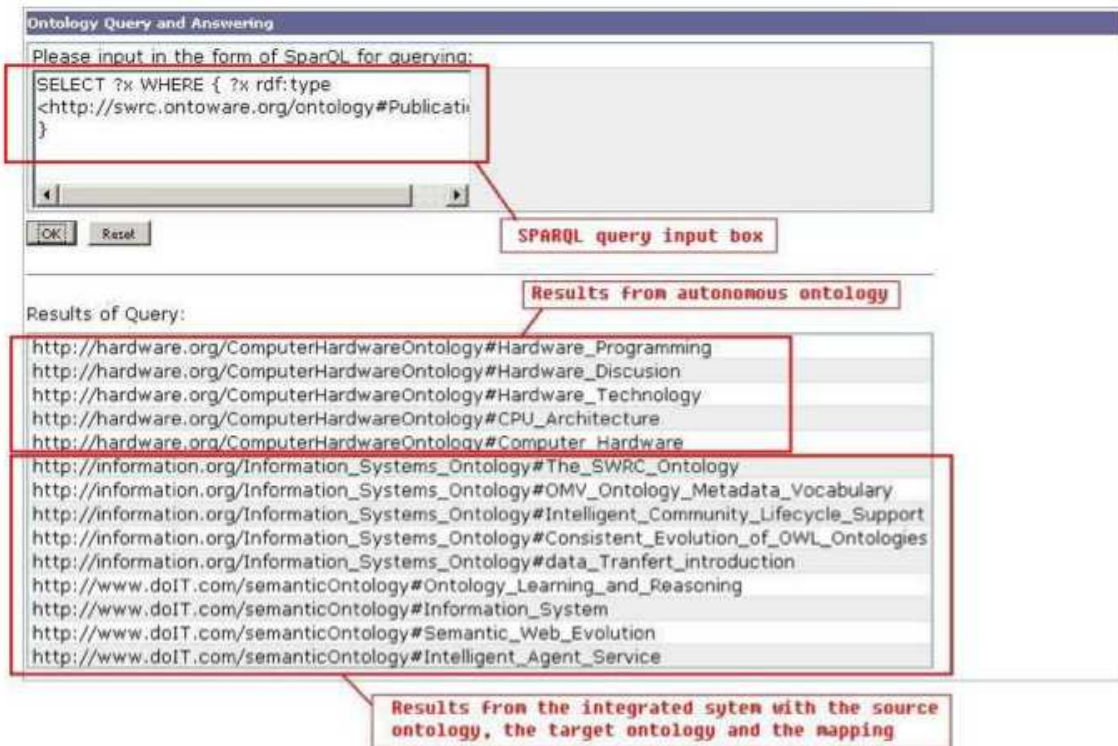 Ontology Query and Answering
Please input in the form of SparQL for querying:
SELECT ?x WHERE { ?x rdf:type
<http://swrc.ontoware.org/ontology#Publicati
}
OK
Reset
SPARQL query input box
Results from autonomous ontology
Results of Query:
http://hardware.org/ComputerHardwareOntology#Hardware_Programming
http://hardware.org/ComputerHardwareOntology#Hardware_Discusion
http://hardware.org/ComputerHardwareOntology#Hardware_Technology
http://hardware.org/ComputerHardwareOntology#CPU_Architecture
http://hardware.org/ComputerHardwareOntology#Computer_Hardware
http://information.org/Information_Systems_Ontology#The_SWRC_Ontology
http://information.org/Information_Systems_Ontology#OMV_Ontology_Metadata_Vocabulary
http://information.org/Information_Systems_Ontology#Intelligent_Community_Lifecycle_Support
http://information.org/Information_Systems_Ontology#Consistent_Evolution_of_OWL_Ontologies
http://information.org/Information_Systems_Ontology#data_Tranfert_introduction
http://www.doIT.com/semanticOntology#Ontology_Learning_and_Reasoning
http://www.doIT.com/semanticOntology#Information_System
http://www.doIT.com/semanticOntology#Semantic_Web_Evolution
http://www.doIT.com/semanticOntology#Intelligent_Agent_Service
Results from the integrated sytem with the source
ontology, the target ontology and the mapping